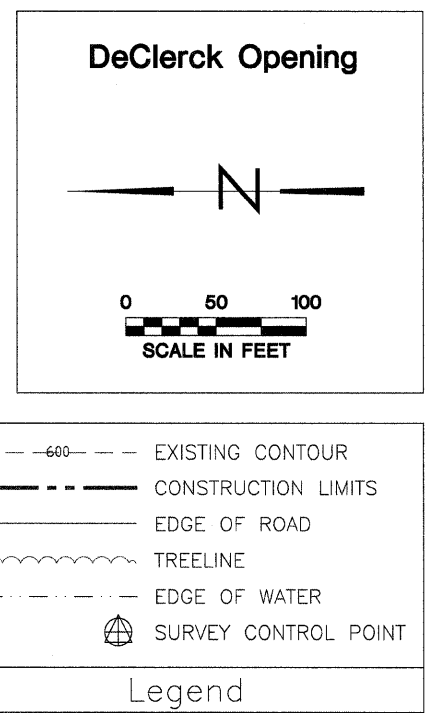 DeClerck Opening
N
0 50 100
SCALE IN FEET
600 EXISTING CONTOUR
CONSTRUCTION LIMITS
EDGE OF ROAD
TREELINE
EDGE OF WATER
SURVEY CONTROL POINT
Legend